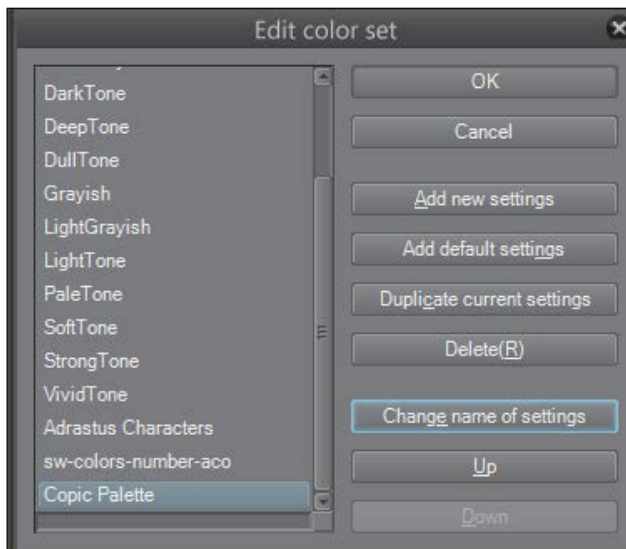 Edit color set
DarkTone
DeepTone
DullTone
Grayish
LightGrayish
LightTone
PaleTone
SoftTone
StrongTone
VividTone
Adrastus Characters
sw-colors-number-aco
Copic Palette
OK
Cancel
Add new settings
Add default settings
Duplicate current settings
Delete(R)
Change name of settings
Up
Down